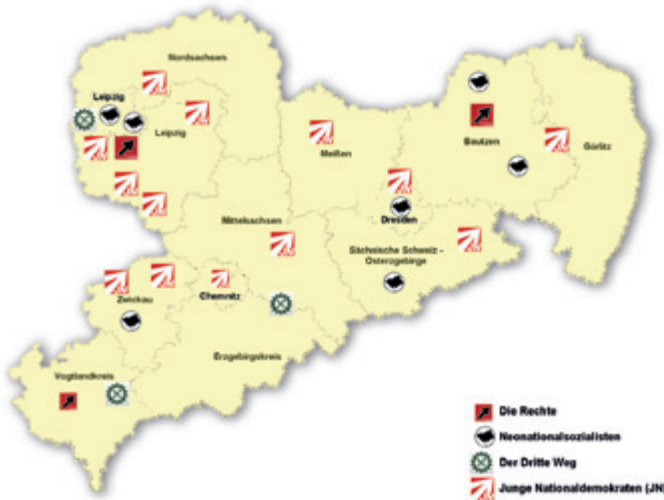 Nordsachsen
Leipzig
Leipzig
Meißen
Bautzen
Görlitz
Dresden
Mittelsachsen
Sächsische Schweiz -
Osterzgebirge
Zwickau
Chemnitz
Erzgebirgskreis
Vogtlandkreis
Die Rechte
Neonationalsozialisten
Der Dritte Weg
Junge Nationaldemokraten (JN